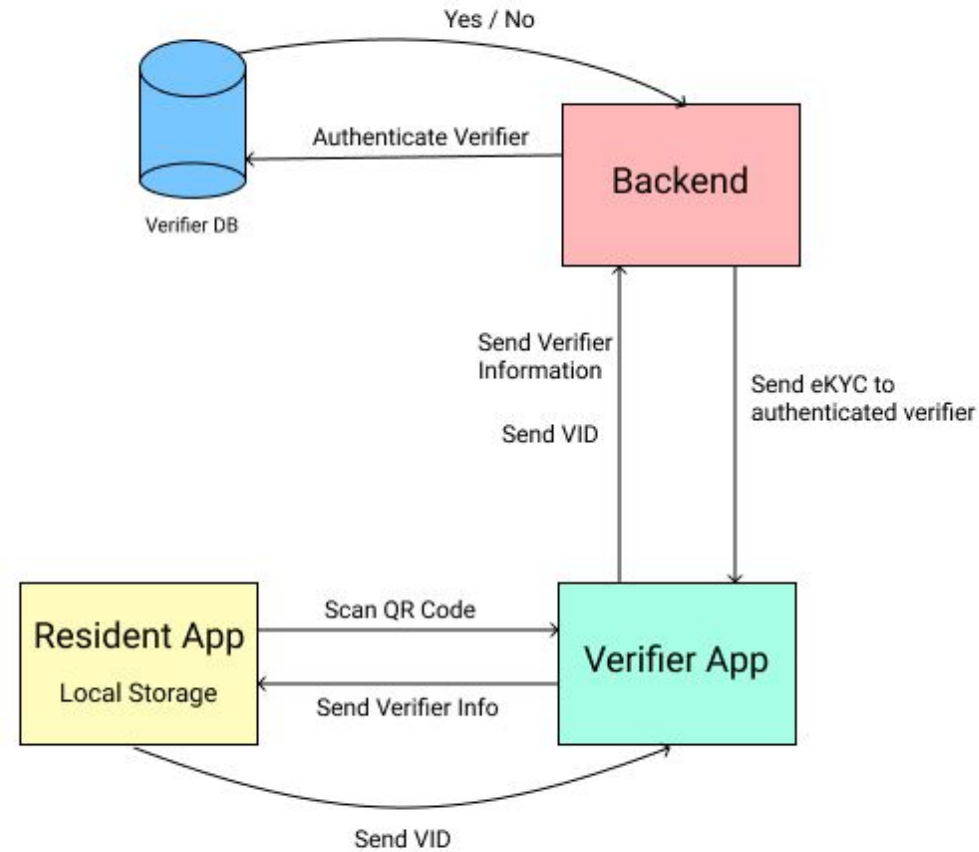 Yes / No
Authenticate Verifier
Backend
Verifier DB
Send Verifier
Information
Send eKYC to
authenticated verifier
Send VID
Scan QR Code
Resident App
Verifier App
Local Storage
Send Verifier Info
Send VID